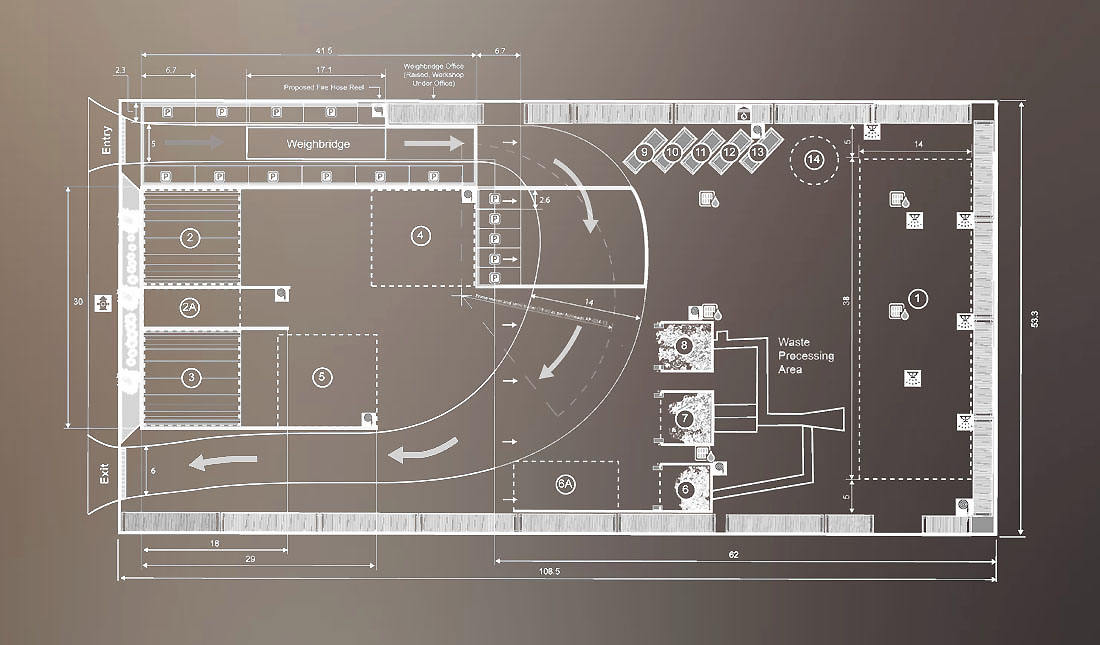 41.5
6.7
2.3
6.7
17.1
Weighbridge Office
(Raised, Workshop
Under Office)
Proposed Fire Hose Reel
P
P
P
P
Entry
5
Weighbridge
P
P
P
P
P
P
9
10
11
12
13
14
5
14
2
4
P
P
P
P
P
2.6
30
2A
14
38
1
53.3
3
5
8
Waste
Processing
Area
7
Exit
6
6A
6
5
18
29
62
108.5